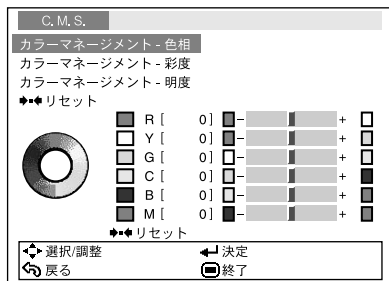 C. M. S.
カラーマネージメント - 色相
カラーマネージメント - 彩度
カラーマネージメント - 明度
リセット
R [ 0] - +
Y [ 0] - +
G [ 0] - +
C [ 0] - +
B [ 0] - +
M [ 0] - +
リセット
選択/調整 決定
戻る 終了